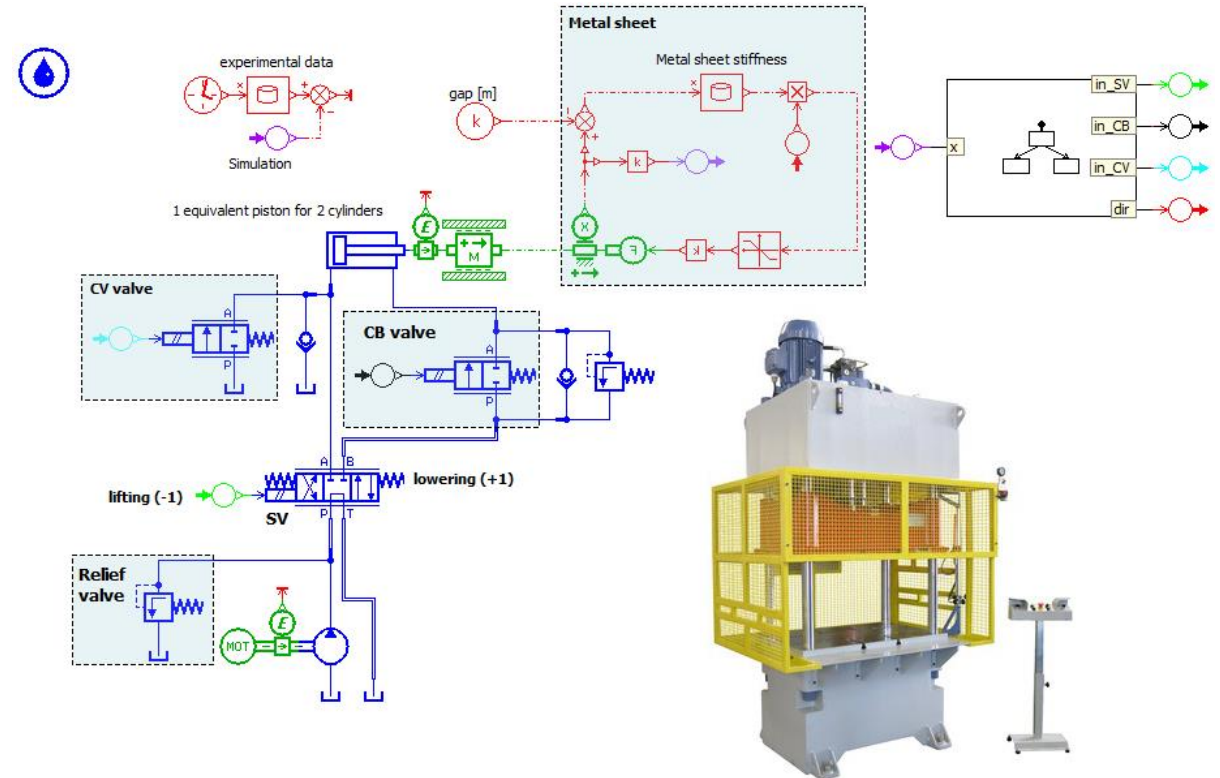 Metal sheet
experimental data
x
+
-
Simulation
gap [m]
k
Metal sheet stiffness
x
-
+
k
x
in_SV
in_CB
in_CV
dir
1 equivalent piston for 2 cylinders
E
+
M
X
+
F
k
CV valve
A
P
CB valve
A
P
A B
lifting (-1)
lowering (+1)
SV
P T
Relief
valve
E
MOT